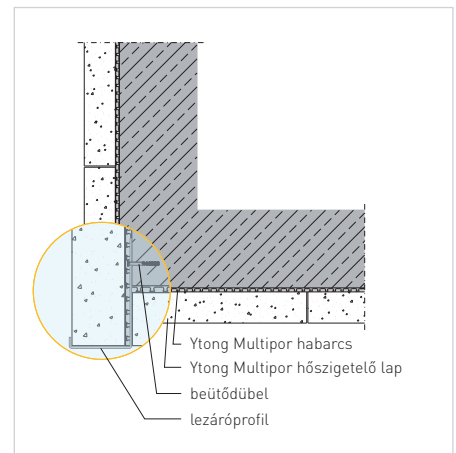 Ytong Multipor habarcs
Ytong Multipor hőszigetelő lap
beütődübel
lezáróprofil